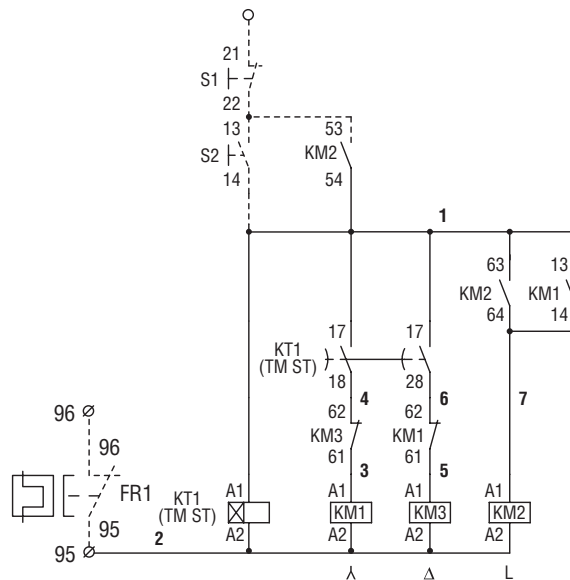 21
S1
22
13
S2
14
53
KM2
54
1
63
KM2
64
13
KM1
14
17
KT1
(TM ST)
18
17
28
4
6
7
62
KM3
61
62
KM1
61
3
5
96
96
FR1
95
95
2
KT1
(TM ST)
A1
A2
A1
KM1
A2
A1
KM3
A2
A1
KM2
A2
⅄
Δ
L